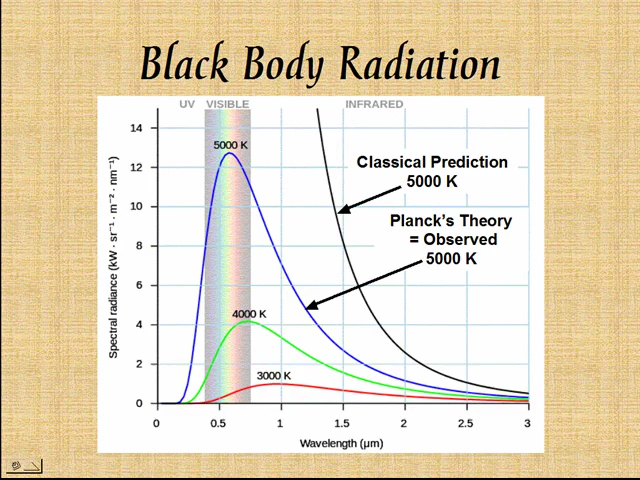 Black Body Radiation
UV VISIBLE INFRARED
14
12
10
8
6
4
2
0
Spectral radiance (kW · sr⁻¹ · m⁻² · nm⁻¹)
5000 K
Classical Prediction
5000 K
Planck's Theory
= Observed
5000 K
4000 K
3000 K
0 0.5 1 1.5 2 2.5 3
Wavelength (μm)